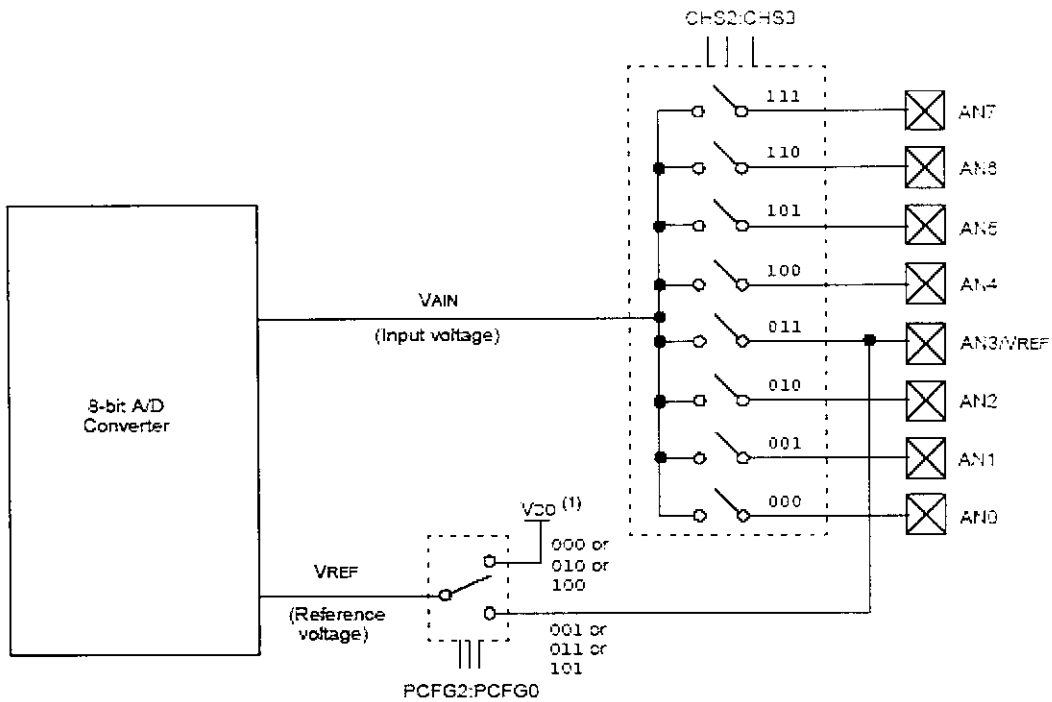 CHS2:CHS3
111
AN7
110
AN6
101
AN5
100
AN4
VAIN
(Input voltage)
011
AN3/VREF
8-bit A/D
Converter
010
AN2
001
AN1
000
AN0
VDD (1)
000 or
010 or
100
VREF
(Reference
voltage)
001 or
011 or
101
PCFG2:PCFG0